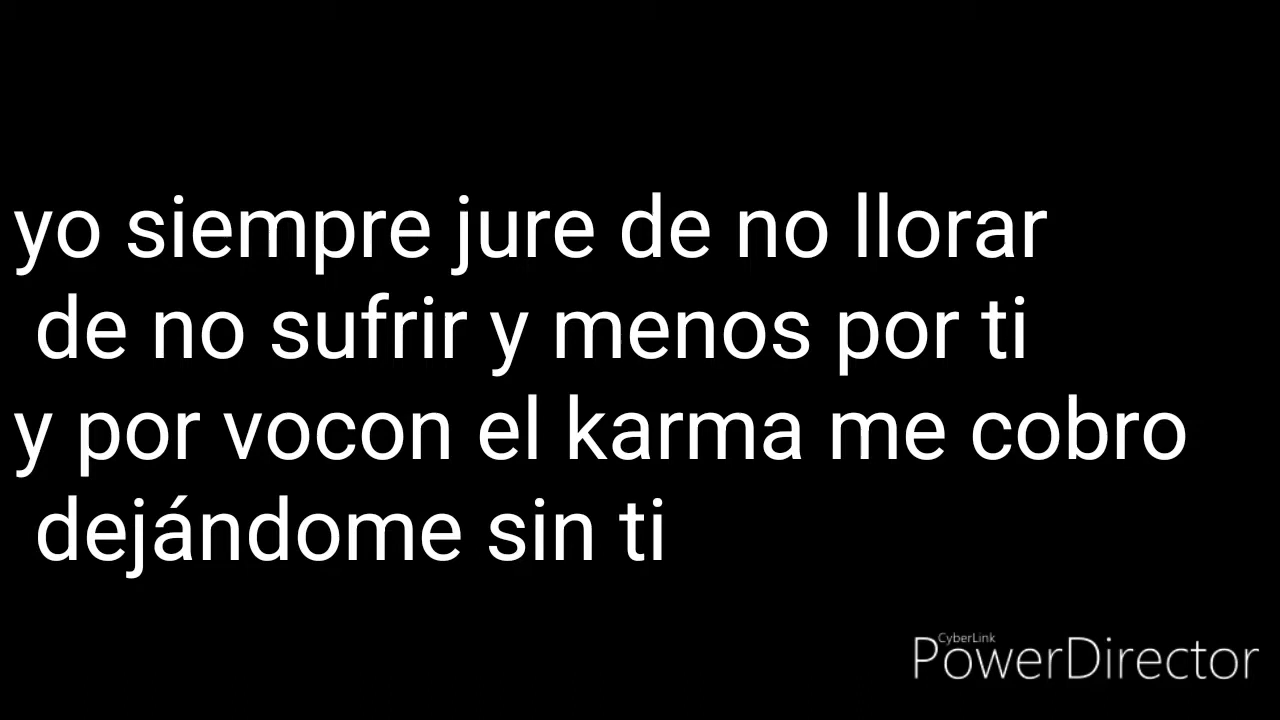 yo siempre jure de no llorar
de no sufrir y menos por ti
y por vocon el karma me cobro
dejándome sin ti
CyberLink
PowerDirector